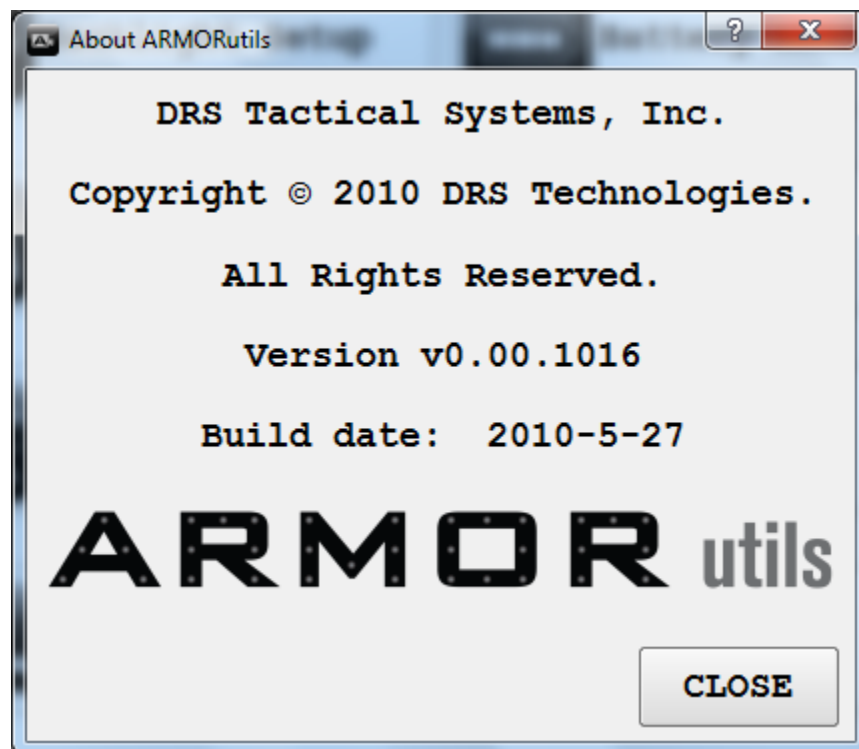 About ARMORutils
DRS Tactical Systems, Inc.
Copyright © 2010 DRS Technologies.
All Rights Reserved.
Version v0.00.1016
Build date:  2010-5-27
ARMOR utils
CLOSE